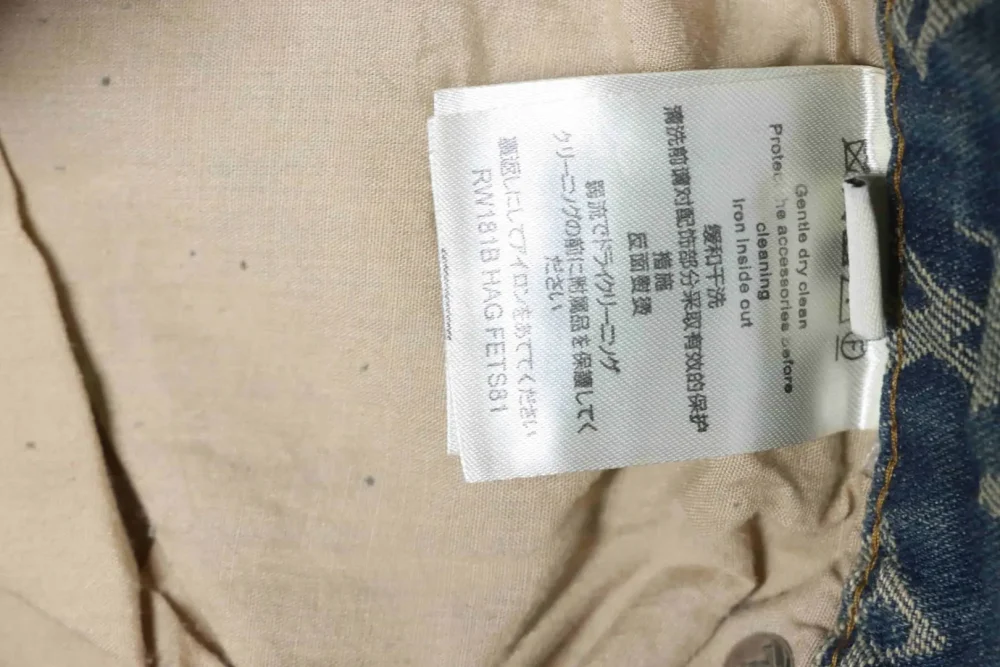 Gentle dry clean
Protect the accessories before
cleaning
Iron inside out
缓和干洗
清洗前请对配饰部分采取有效的保护
措施
反面熨烫
弱流でドライクリーニング
クリーニングの前に附属品を保護してく
ださい
裏返しにしてアイロンをあててください
RW181B HAG FETS81